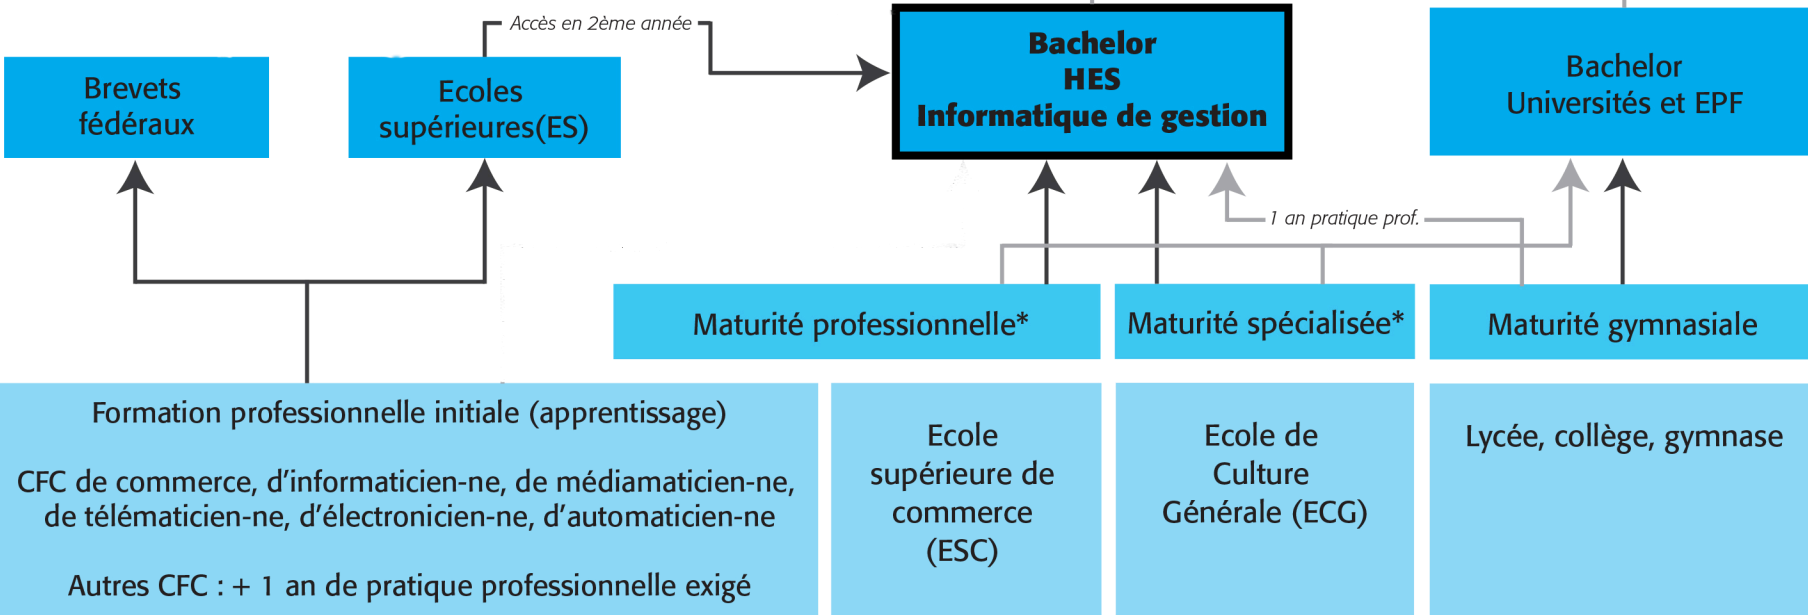 Accès en 2ème année
Brevets
fédéraux
Ecoles
supérieures(ES)
Bachelor
HES
Informatique de gestion
Bachelor
Universités et EPF
1 an pratique prof.
Maturité professionnelle*
Maturité spécialisée*
Maturité gymnasiale
Formation professionnelle initiale (apprentissage)
CFC de commerce, d'informaticien-ne, de médiamaticien-ne,
de télématicien-ne, d'électronicien-ne, d'automaticien-ne
Autres CFC : + 1 an de pratique professionnelle exigé
Ecole
supérieure de
commerce
(ESC)
Ecole de
Culture
Générale (ECG)
Lycée, collège, gymnase